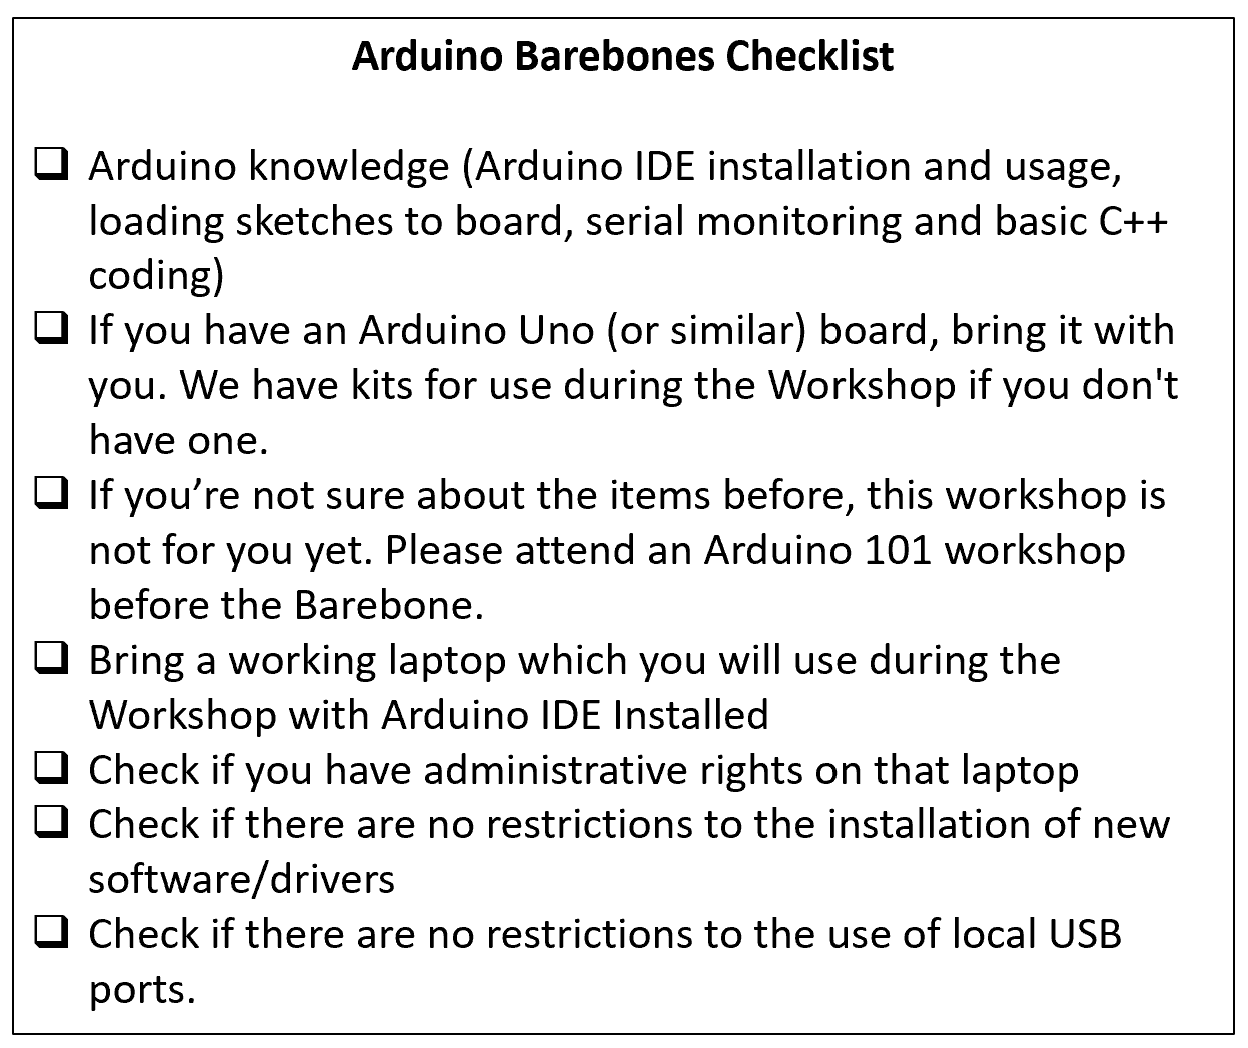 Arduino Barebones Checklist
❑ Arduino knowledge (Arduino IDE installation and usage,
loading sketches to board, serial monitoring and basic C++
coding)
❑ If you have an Arduino Uno (or similar) board, bring it with
you. We have kits for use during the Workshop if you don't
have one.
❑ If you’re not sure about the items before, this workshop is
not for you yet. Please attend an Arduino 101 workshop
before the Barebone.
❑ Bring a working laptop which you will use during the
Workshop with Arduino IDE Installed
❑ Check if you have administrative rights on that laptop
❑ Check if there are no restrictions to the installation of new
software/drivers
❑ Check if there are no restrictions to the use of local USB
ports.